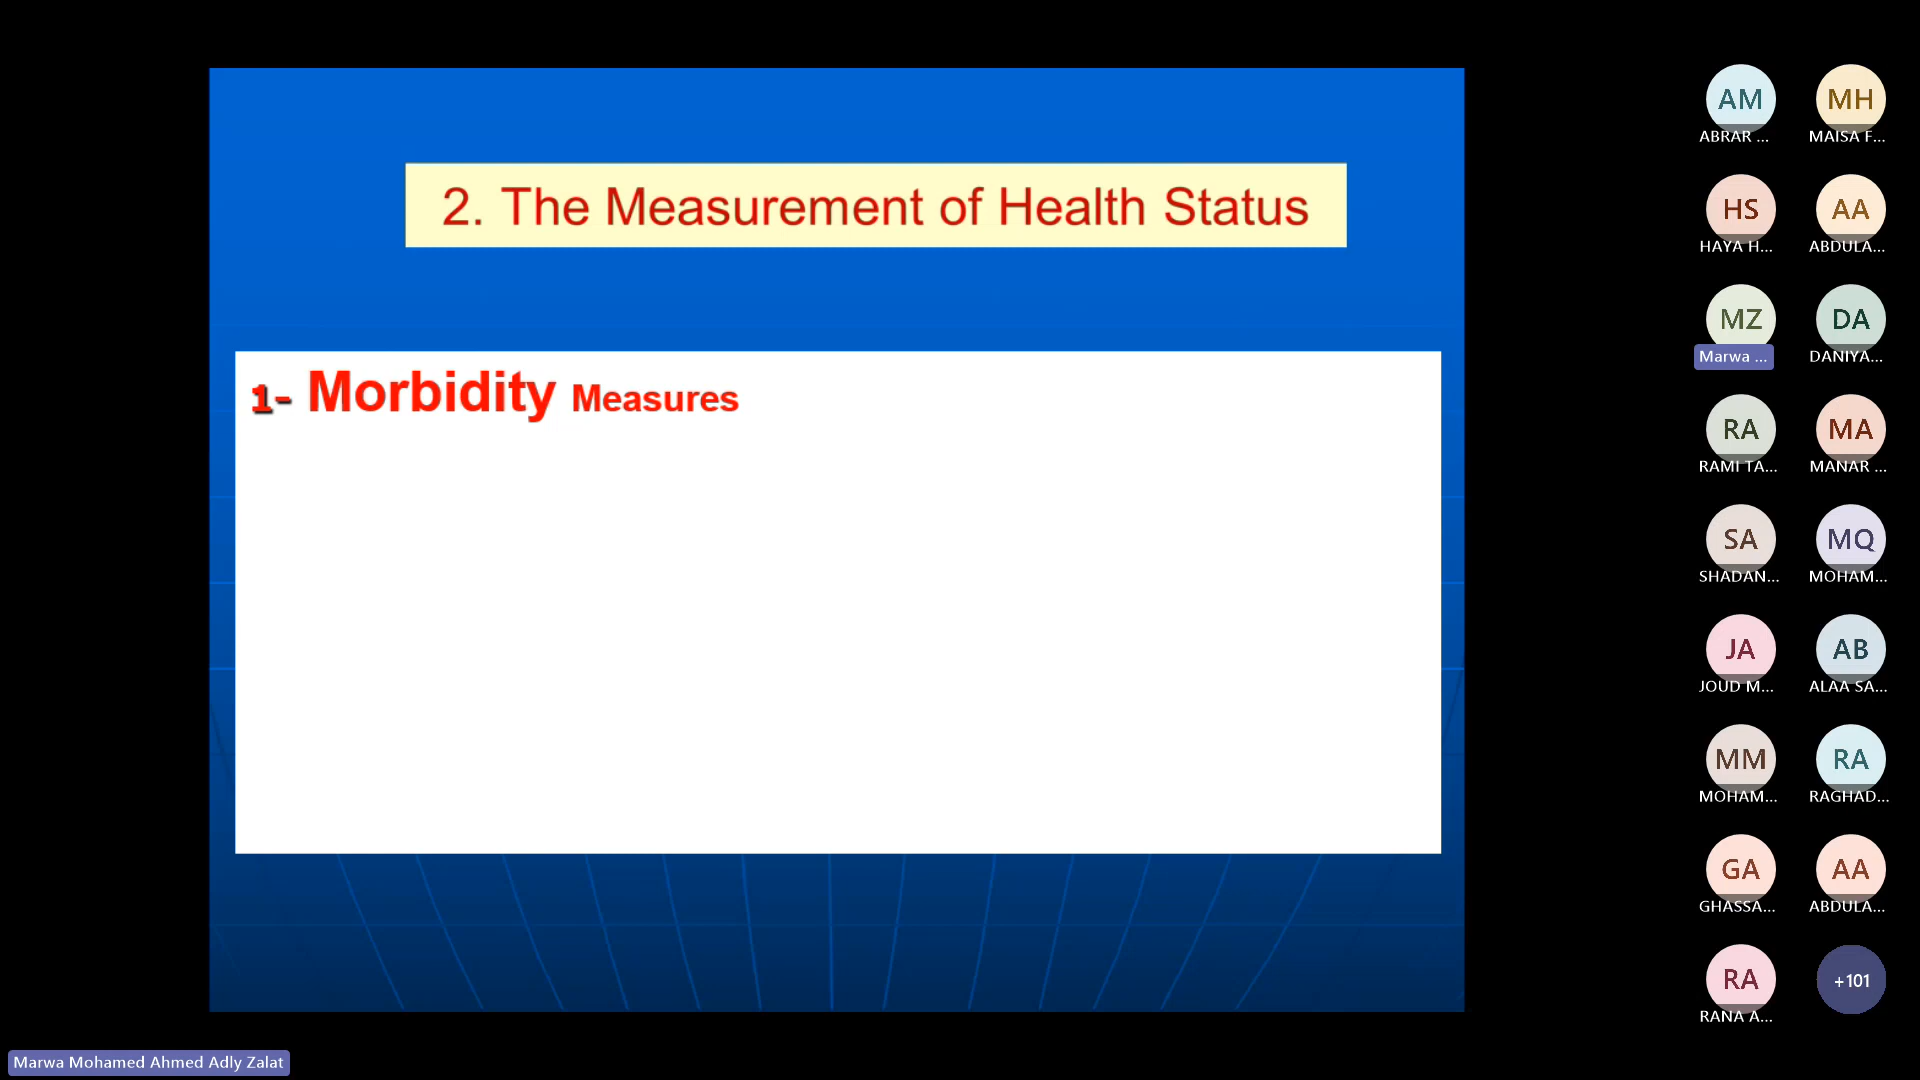 2. The Measurement of Health Status
1- Morbidity Measures
AM
ABRAR ...
MH
MAISA F...
HS
HAYA H...
AA
ABDULA...
MZ
Marwa ...
DA
DANIYA...
RA
RAMI TA...
MA
MANAR ...
SA
SHADAN...
MQ
MOHAM...
JA
JOUD M...
AB
ALAA SA...
MM
MOHAM...
RA
RAGHAD...
GA
GHASSA...
AA
ABDULA...
RA
RANA A...
+101
Marwa Mohamed Ahmed Adly Zalat